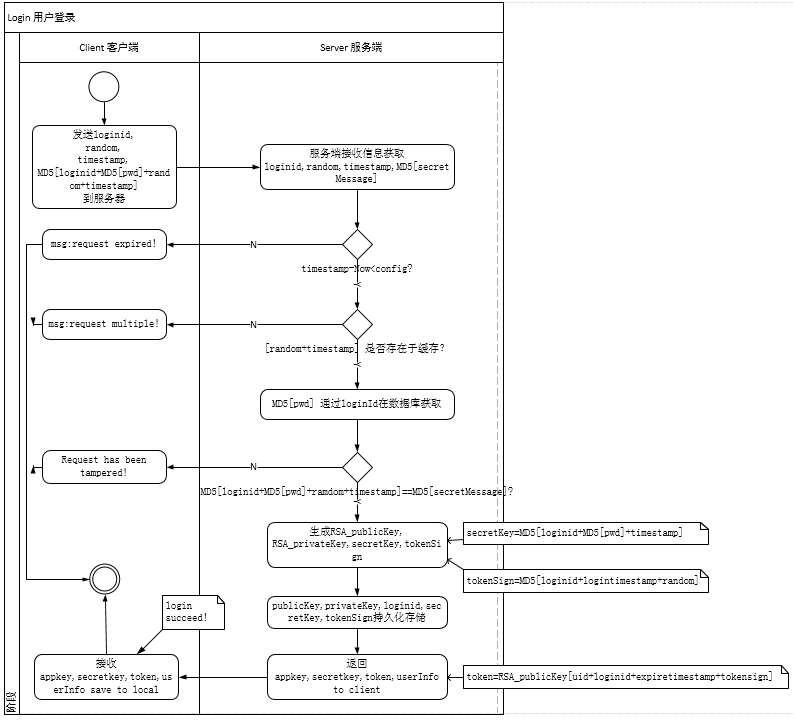 Login 用户登录
Client 客户端
Server 服务端
发送loginid,
random,
timestamp,
MD5[loginid+MD5[pwd]+ran
dom+timestamp]
到服务器
服务端接收信息获取
loginid,random,timestamp,MD5[secret
Message]
msg:request expired!
N
timestamp-Now<config?
Y
msg:request multiple!
N
[random+timestamp] 是否存在于缓存?
Y
MD5[pwd] 通过loginId在数据库获取
Request has been
tampered!
N
MD5[loginid+MD5[pwd]+ramdom+timestamp]==MD5[secretMessage]?
Y
生成RSA_publicKey,
RSA_privateKey,secretKey,tokenSi
gn
secretKey=MD5[loginid+MD5[pwd]+timestamp]
tokenSign=MD5[loginid+logintimestamp+random]
login
succeed!
publicKey,privateKey,loginid,sec
retKey,tokenSign持久化存储
接收
appkey,secretkey,token,us
erInfo save to local
返回
appkey,secretkey,token,userInfo
to client
token=RSA_publicKey[uid+loginid+expiretimestamp+tokensign]
阶段